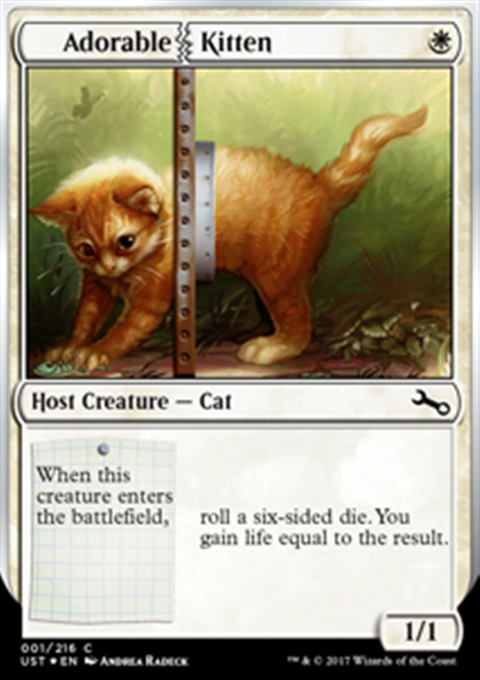 Adorable Kitten
Host Creature — Cat
When this
creature enters
the battlefield,
roll a six-sided die. You
gain life equal to the result.
1/1
001/216 C
UST ★ EN Andrea Radeck
™ & © 2017 Wizards of the Coast